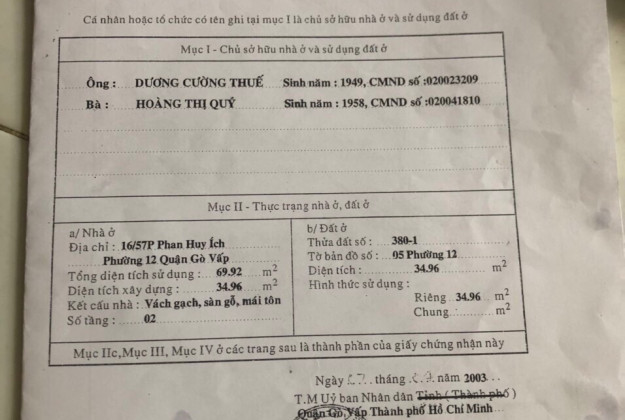 Cá nhân hoặc tổ chức có tên ghi tại mục I là chủ sở hữu nhà ở và sử dụng đất ở
Mục I - Chủ sở hữu nhà ở và sử dụng đất ở
Ông : DƯƠNG CƯỜNG THUẾ Sinh năm : 1949, CMND số :020023209
Bà : HOÀNG THỊ QUÝ Sinh năm : 1958, CMND số :020041810
Mục II - Thực trạng nhà ở, đất ở
a/ Nhà ở
Địa chỉ : 16/57P Phan Huy Ích
Phường 12 Quận Gò Vấp
Tổng diện tích sử dụng : 69.92 m²
Diện tích xây dựng : 34.96 m²
Kết cấu nhà : Vách gạch, sàn gỗ, mái tôn
Số tầng : 02
b/ Đất ở
Thửa đất số : 380-1
Tờ bản đồ số : 05 Phường 12
Diện tích : 34.96 m²
Hình thức sử dụng :
Riêng 34.96 m²
Chung m²
Mục IIc,Mục III, Mục IV ở các trang sau là thành phần của giấy chứng nhận này
Ngày tháng năm 2003
T.M Uỷ ban Nhân dân Tỉnh ( Thành phố )
Quận Gò Vấp Thành phố Hồ Chí Minh